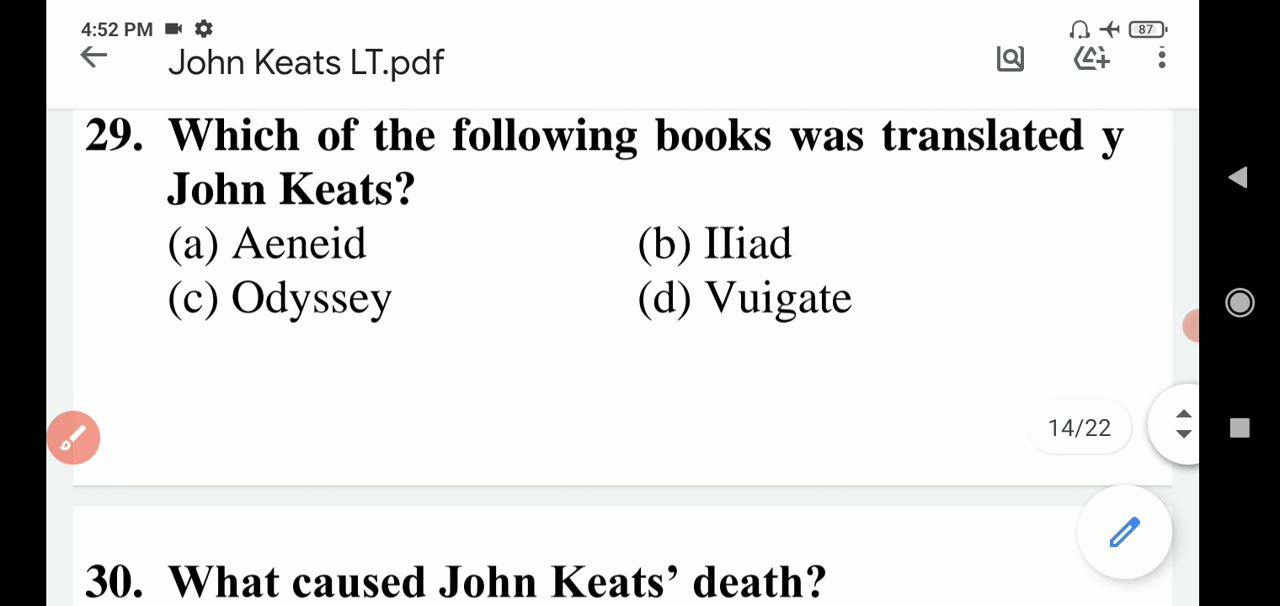 4:52 PM
87
John Keats LT.pdf
29. Which of the following books was translated y
John Keats?
(a) Aeneid (b) IIiad
(c) Odyssey (d) Vuigate
14/22
30. What caused John Keats’ death?